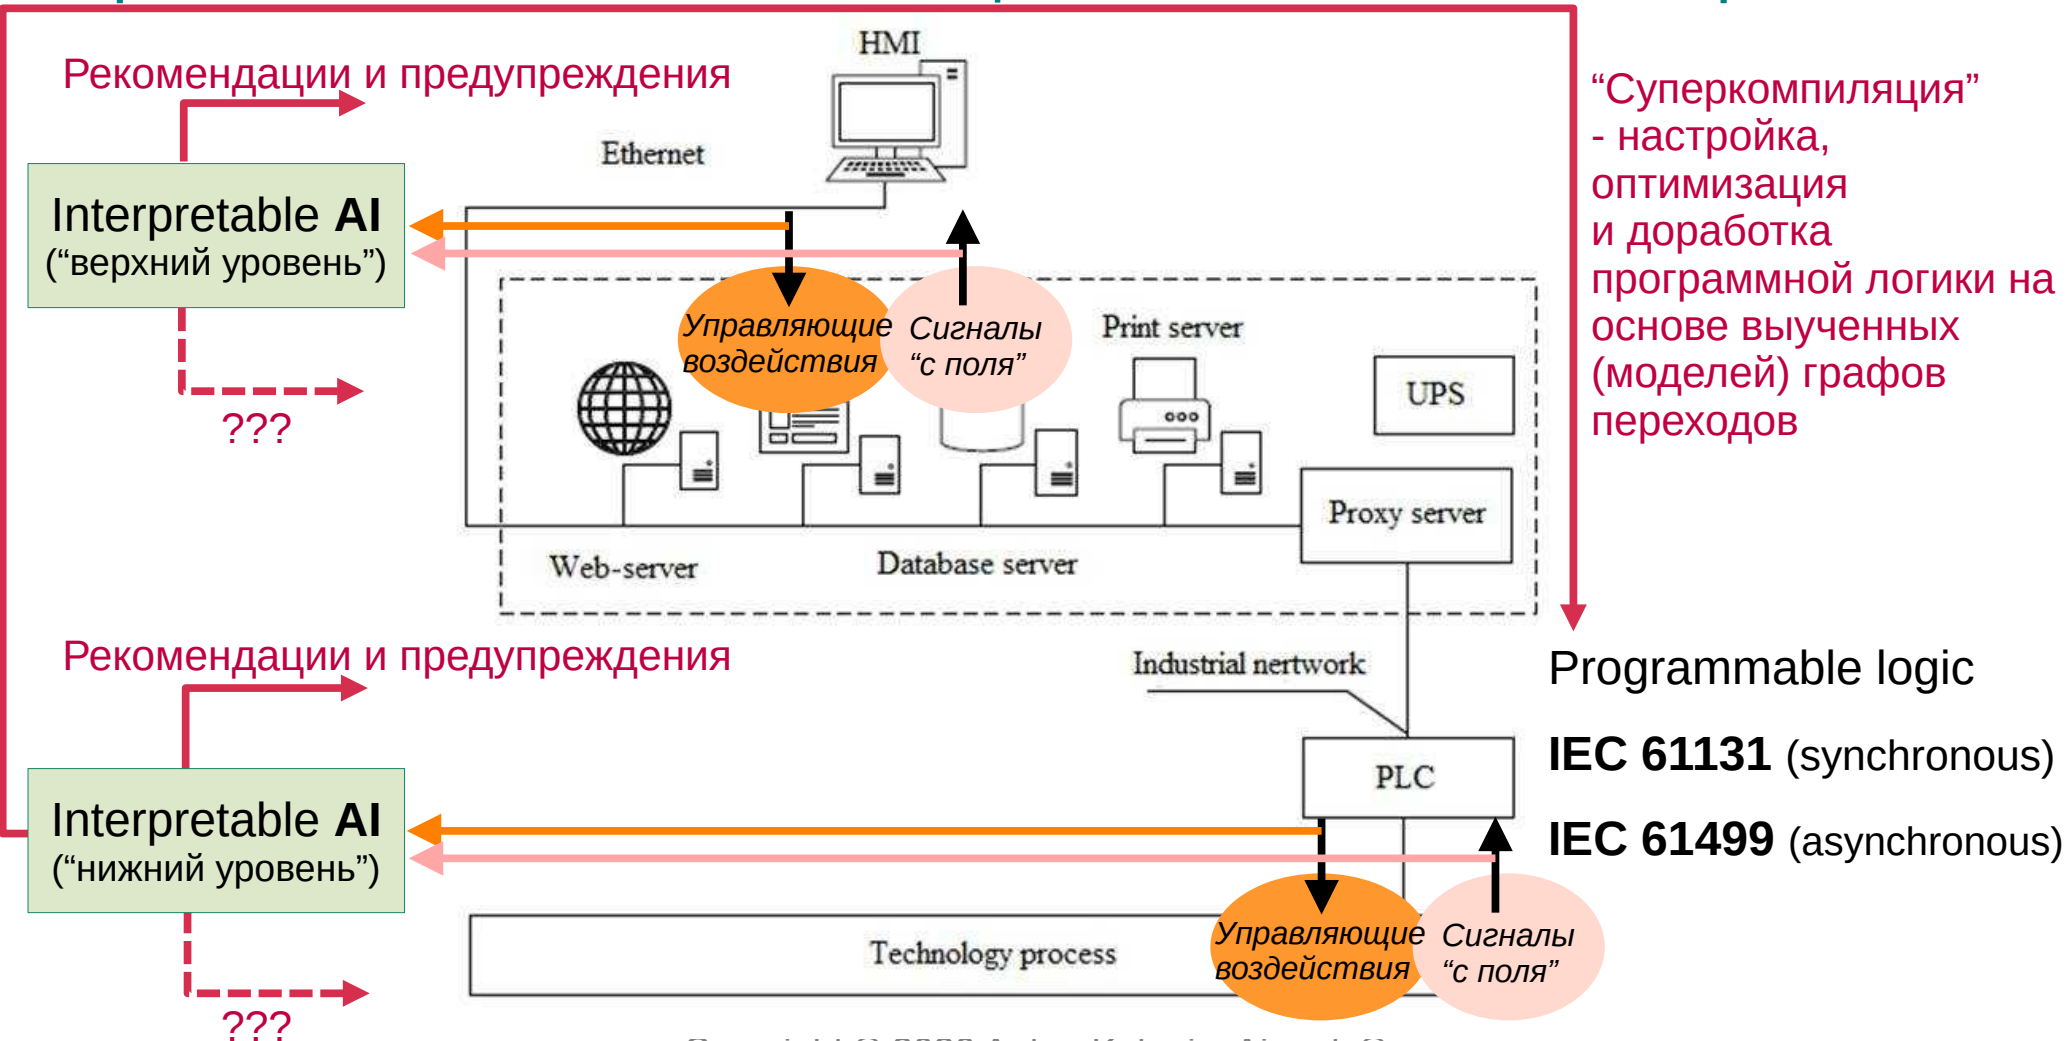 HMI
Рекомендации и предупреждения
Ethernet
Interpretable AI
(“верхний уровень”)
“Суперкомпиляция”
- настройка,
оптимизация
и доработка
программной логики на
основе выученных
(моделей) графов
переходов
Управляющие
воздействия
Сигналы
“с поля”
Print server
UPS
???
Proxy server
Web-server
Database server
Рекомендации и предупреждения
Industrial nertwork
Programmable logic
IEC 61131 (synchronous)
IEC 61499 (asynchronous)
PLC
Interpretable AI
(“нижний уровень”)
Technology process
Управляющие
воздействия
Сигналы
“с поля”
???